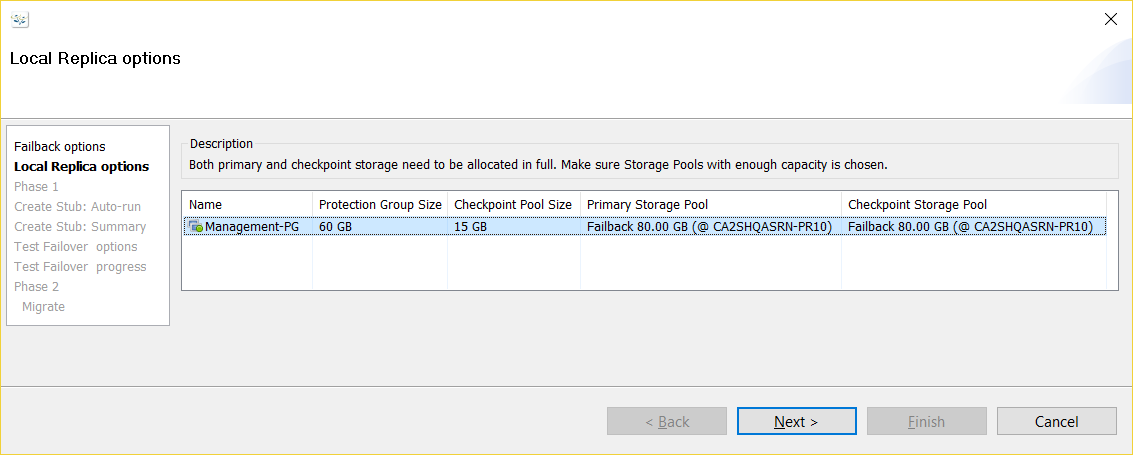 Local Replica options
Failback options
Local Replica options
Phase 1
Create Stub: Auto-run
Create Stub: Summary
Test Failover  options
Test Failover  progress
Phase 2
Migrate
Description
Both primary and checkpoint storage need to be allocated in full. Make sure Storage Pools with enough capacity is chosen.
Name Protection Group Size Checkpoint Pool Size Primary Storage Pool Checkpoint Storage Pool
Management-PG 60 GB 15 GB Failback 80.00 GB (@ CA2SHQASRN-PR10) Failback 80.00 GB (@ CA2SHQASRN-PR10)
< Back Next > Finish Cancel